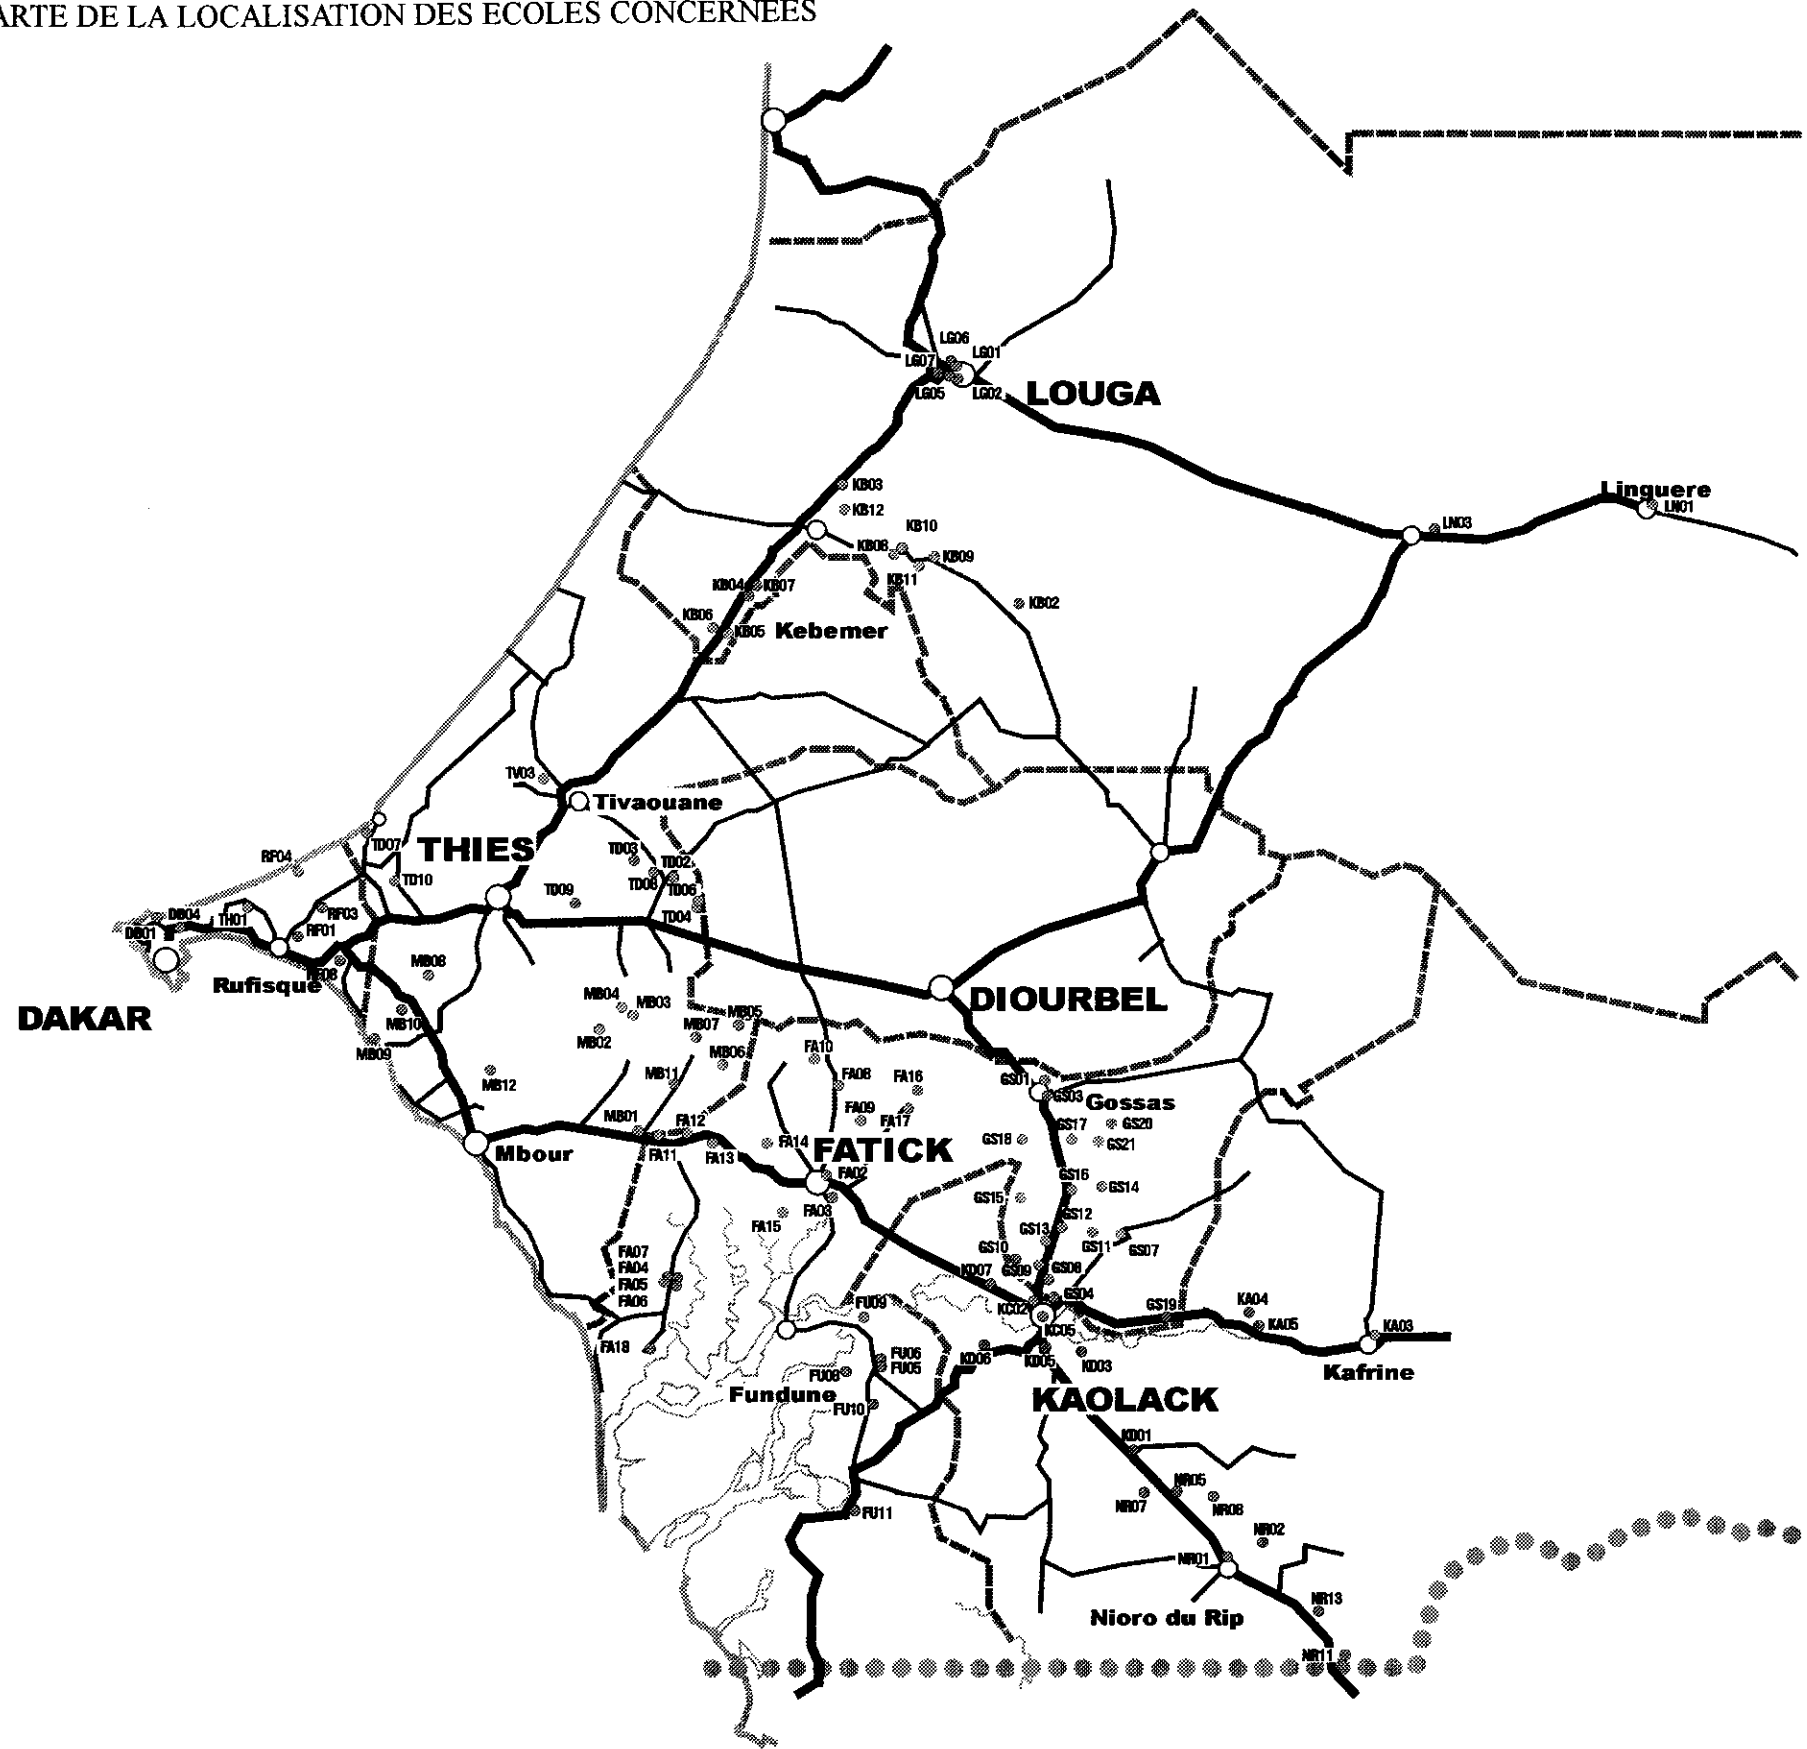 ARTE DE LA LOCALISATION DES ECOLES CONCERNEES
LG06
LG01
LG07
LG05
LG02
LOUGA
KB03
KB12
KB10
KB08
KB09
KB11
KB02
Linguere
LN01
LN03
KB04
KB07
KB06
KB05
Kebemer
TV03
Tivaouane
THIES
TD07
RF04
TD10
TD03
TD02
TD08
TD06
TD09
TD04
DB04
TH01
RF03
DB01
RF01
RF08
Rufisque
DAKAR
MB08
MB10
MB09
MB04
MB03
MB02
MB07
MB05
MB06
MB12
MB11
DIOURBEL
FA10
FA08
FA16
FA09
FA17
GS01
GS03
Gossas
GS17
GS20
GS18
GS21
MB01
FA12
FA11
FA13
FA14
Mbour
FATICK
FA02
FA03
FA15
GS16
GS14
GS15
GS12
GS13
GS10
GS11
GS07
GS09
GS08
FA07
FA04
FA05
FA06
FA18
KD07
KC02
GS04
GS19
KA04
KA05
KA03
Kafrine
KC05
FU09
KD06
KD05
KD03
FU06
FU05
FU08
Fundune
FU10
KAOLACK
KD01
NR05
NR07
NR08
FU11
NR02
NR01
Nioro du Rip
NR13
NR11